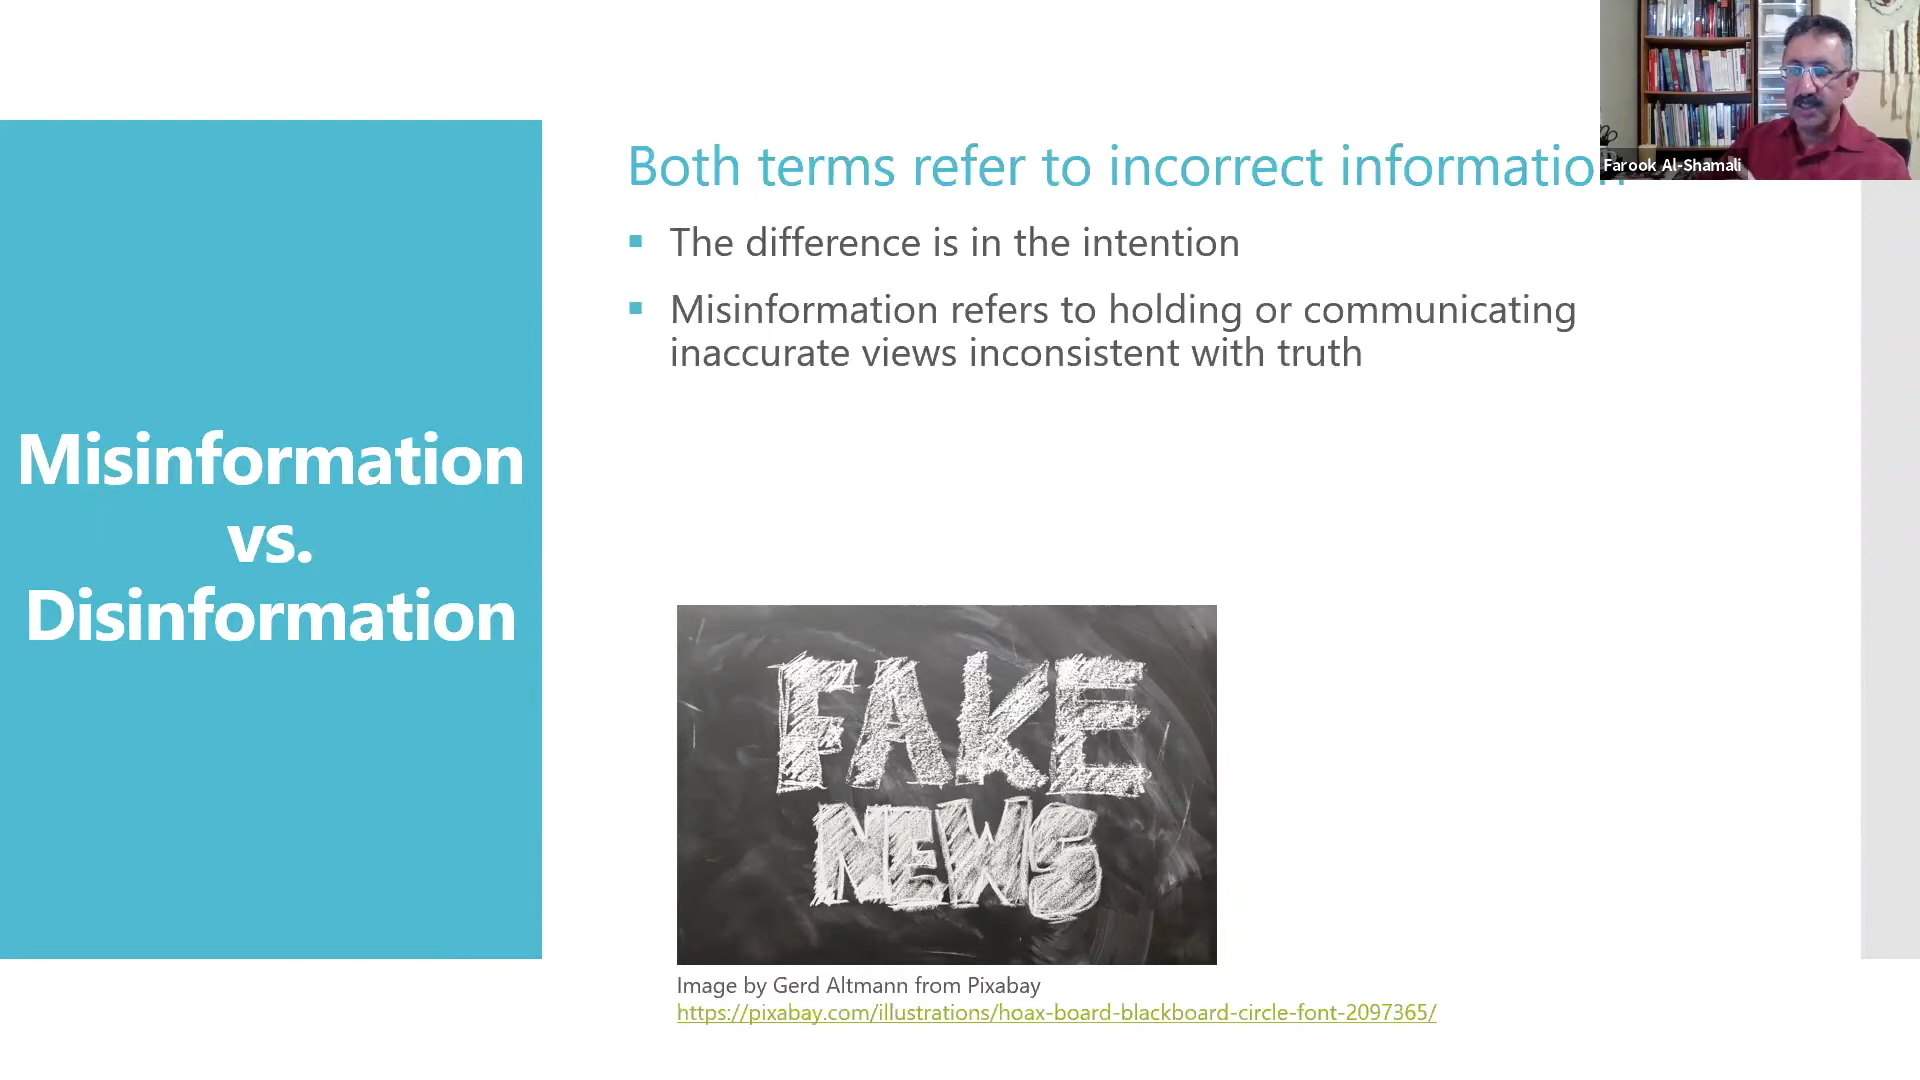 Misinformation
vs.
Disinformation
Both terms refer to incorrect information
The difference is in the intention
Misinformation refers to holding or communicating
inaccurate views inconsistent with truth
FAKE
NEWS
Image by Gerd Altmann from Pixabay
https://pixabay.com/illustrations/hoax-board-blackboard-circle-font-2097365/
Farook Al-Shamali